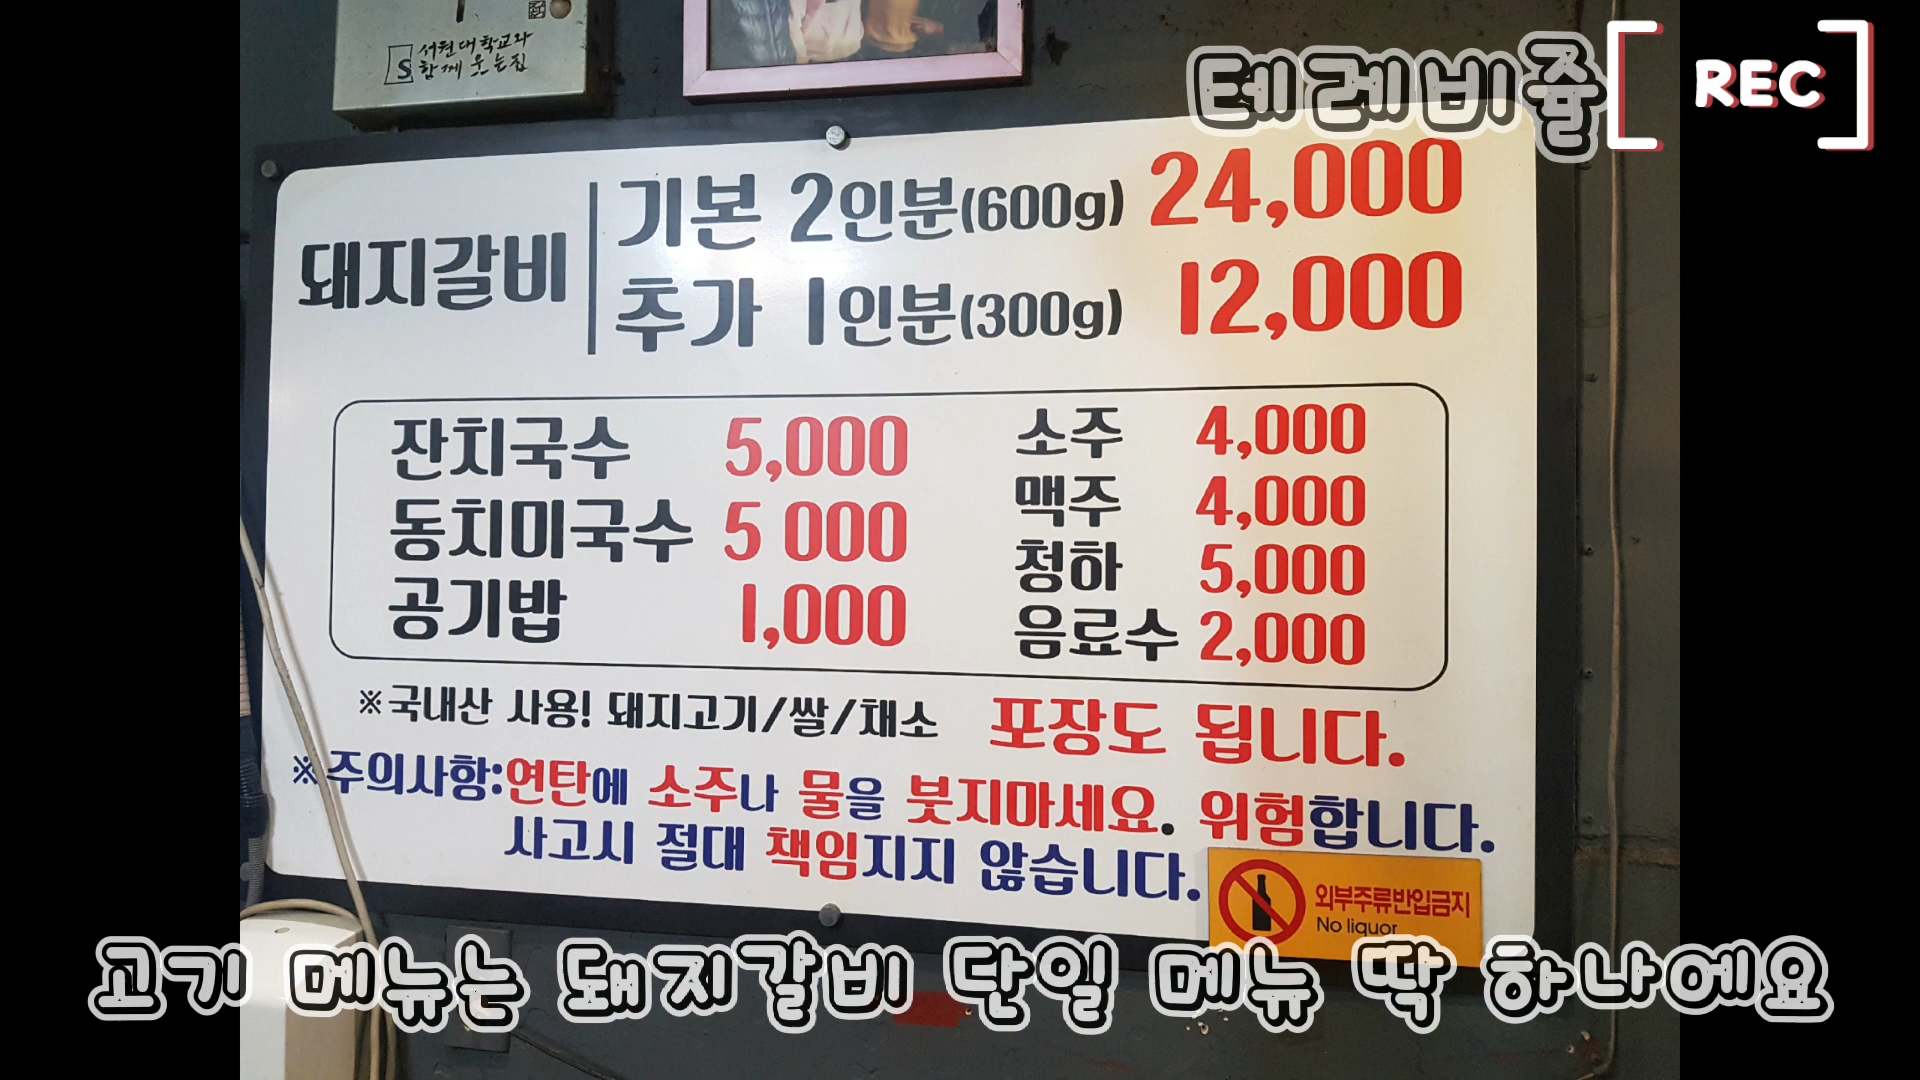 서현대학교와
S 함께 웃는집
테레비쥴
REC
돼지갈비
기본 2인분(600g) 24,000
추가 1인분(300g) 12,000
잔치국수 5,000
동치미국수 5 000
공기밥 1,000
소주 4,000
맥주 4,000
청하 5,000
음료수 2,000
※국내산 사용! 돼지고기/쌀/채소 포장도 됩니다.
※주의사항:연탄에 소주나 물을 붓지마세요. 위험합니다.
사고시 절대 책임지지 않습니다.
외부주류반입금지
No liquor
고기 메뉴는 돼지갈비 단일 메뉴 딱 하나에요